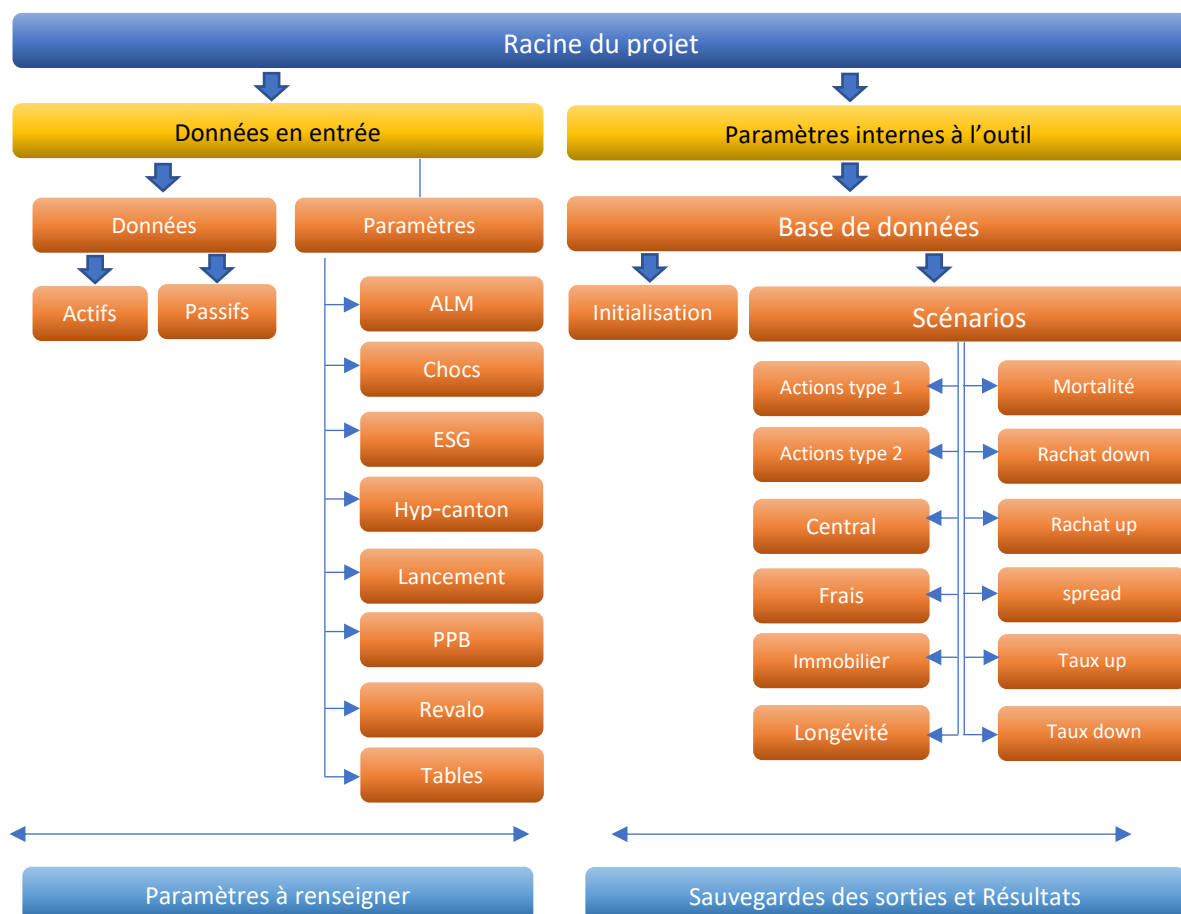 Racine du projet
Données en entrée
Paramètres internes à l'outil
Données
Paramètres
Base de données
Actifs
Passifs
ALM
Chocs
ESG
Hyp-canton
Lancement
PPB
Revalo
Tables
Initialisation
Scénarios
Actions type 1
Mortalité
Actions type 2
Rachat down
Central
Rachat up
Frais
spread
Immobilier
Taux up
Longévité
Taux down
Paramètres à renseigner
Sauvegardes des sorties et Résultats